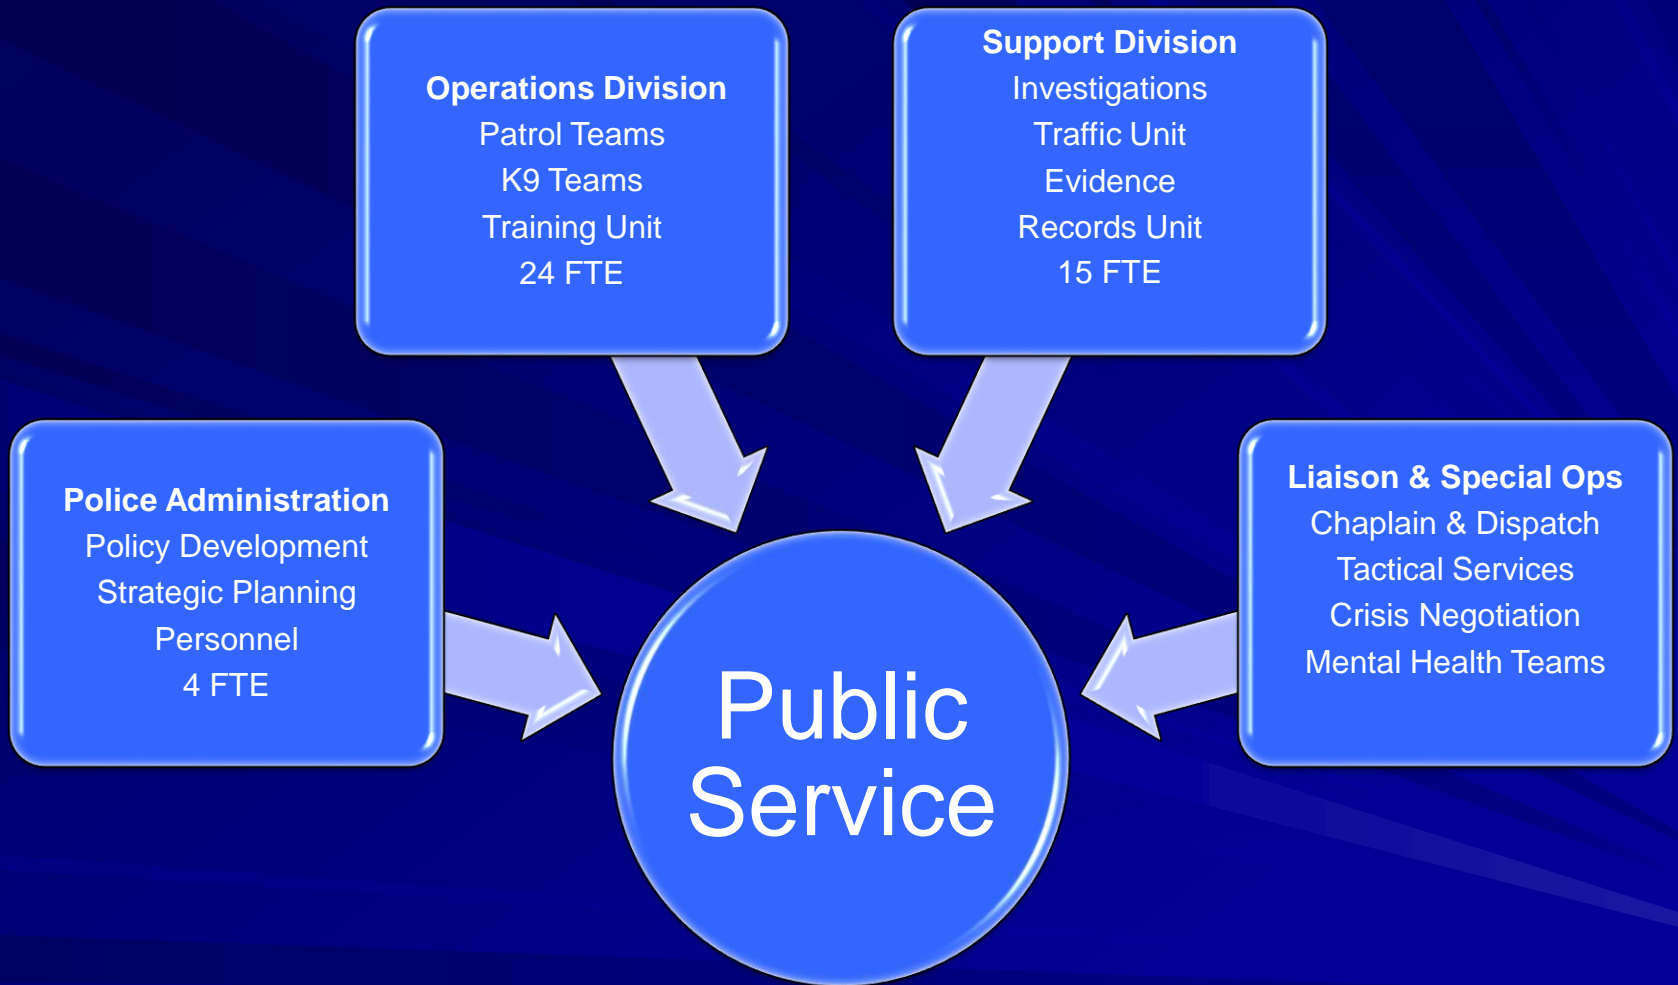 Operations Division
Patrol Teams
K9 Teams
Training Unit
24 FTE
Support Division
Investigations
Traffic Unit
Evidence
Records Unit
15 FTE
Police Administration
Policy Development
Strategic Planning
Personnel
4 FTE
Liaison & Special Ops
Chaplain & Dispatch
Tactical Services
Crisis Negotiation
Mental Health Teams
Public
Service